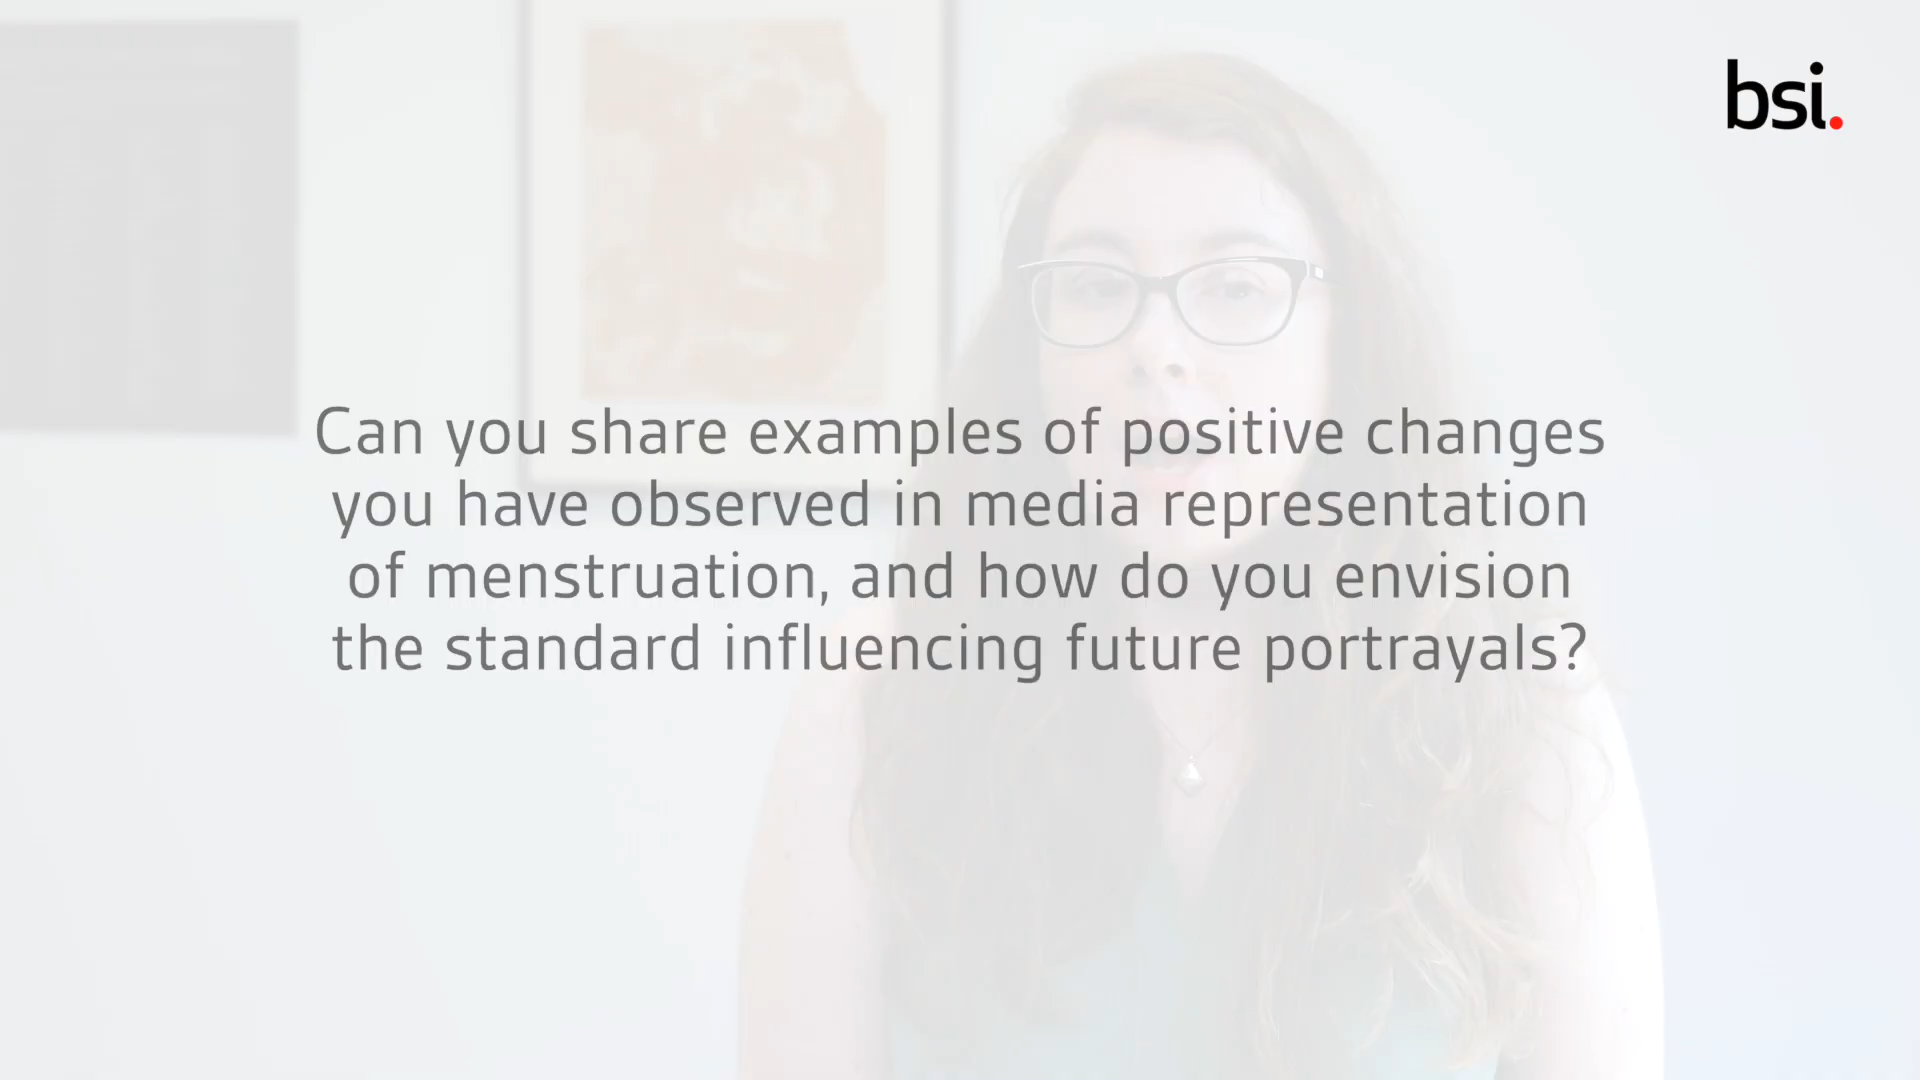 bsi.
Can you share examples of positive changes
you have observed in media representation
of menstruation, and how do you envision
the standard influencing future portrayals?